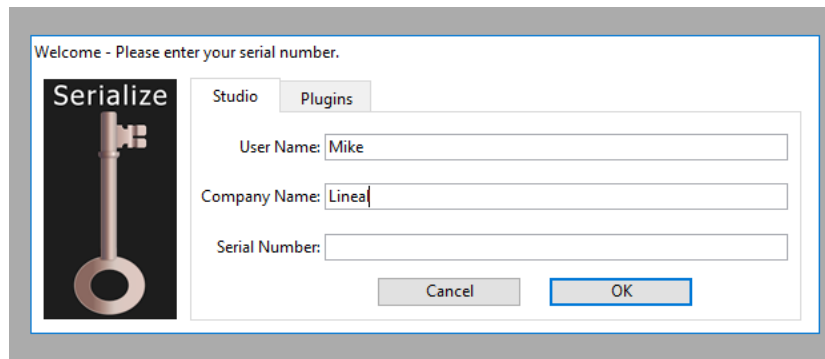 Welcome - Please enter your serial number.
Serialize
Studio
Plugins
User Name: Mike
Company Name: Lineal
Serial Number:
Cancel
OK